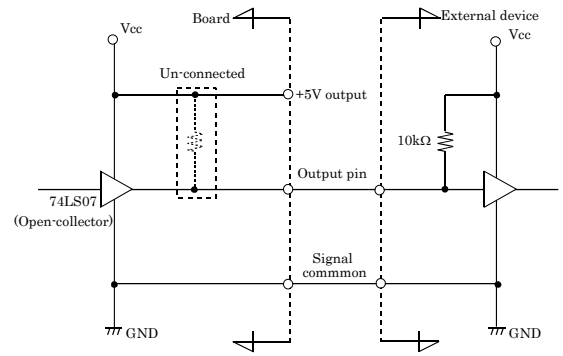 Board
External device
Vcc
Vcc
Un-connected
+5V output
10kΩ
Output pin
74LS07
(Open-collector)
Signal
commmon
GND
GND